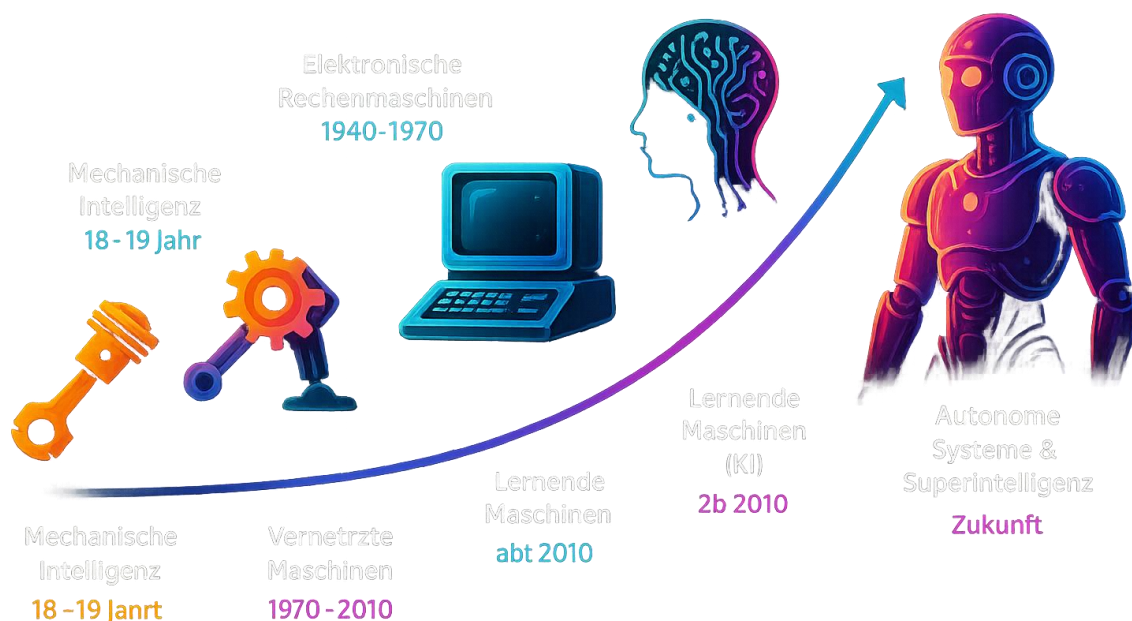 Elektronische
Rechenmaschinen
1940-1970
Mechanische
Intelligenz
18-19 Jahr
Lernende
Maschinen
(KI)
2b 2010
Autonome
Systeme &
Superintelligenz
Zukunft
Lernende
Maschinen
abt 2010
Mechanische
Intelligenz
18-19 Janrt
Vernetrzte
Maschinen
1970-2010